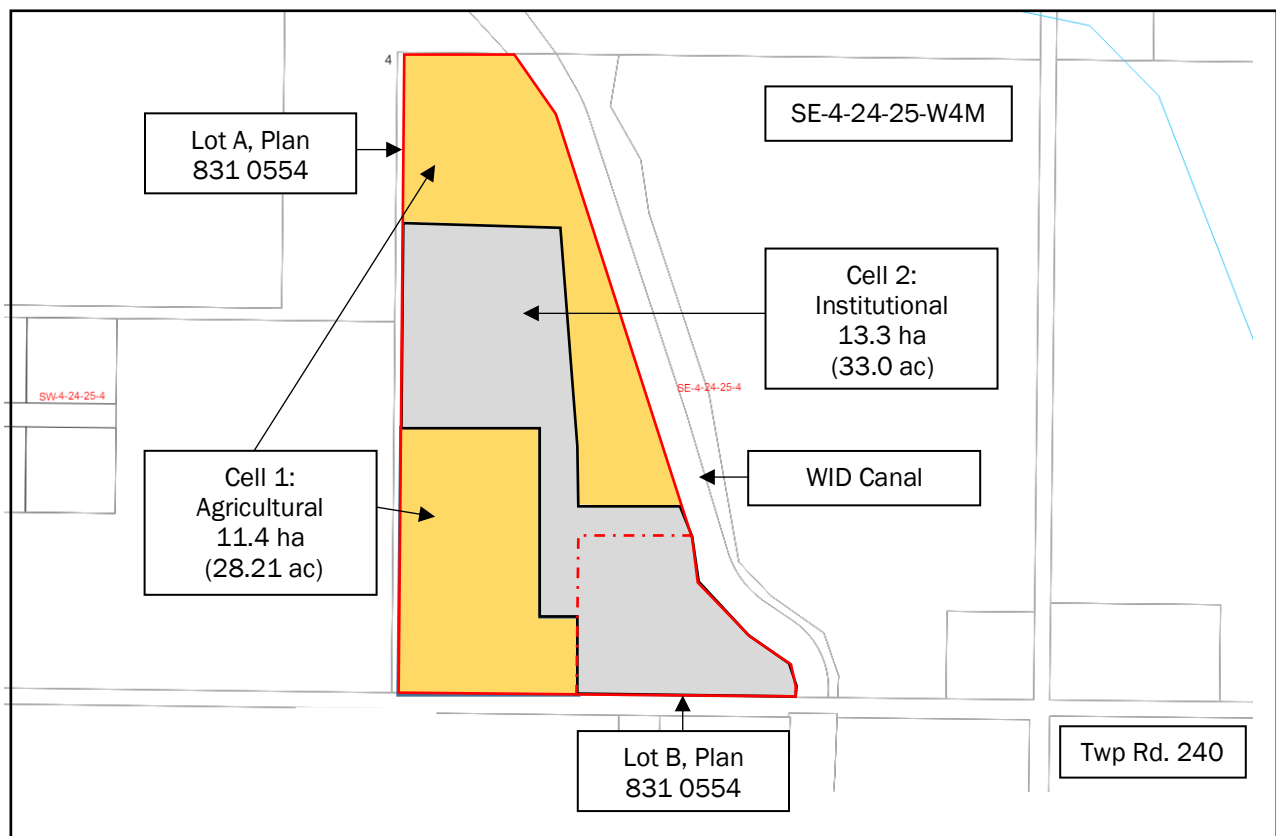 4
SE-4-24-25-W4M
Lot A, Plan
831 0554
Cell 2:
Institutional
13.3 ha
(33.0 ac)
SW-4-24-25-4
SE-4-24-25-4
Cell 1:
Agricultural
11.4 ha
(28.21 ac)
WID Canal
Lot B, Plan
831 0554
Twp Rd. 240